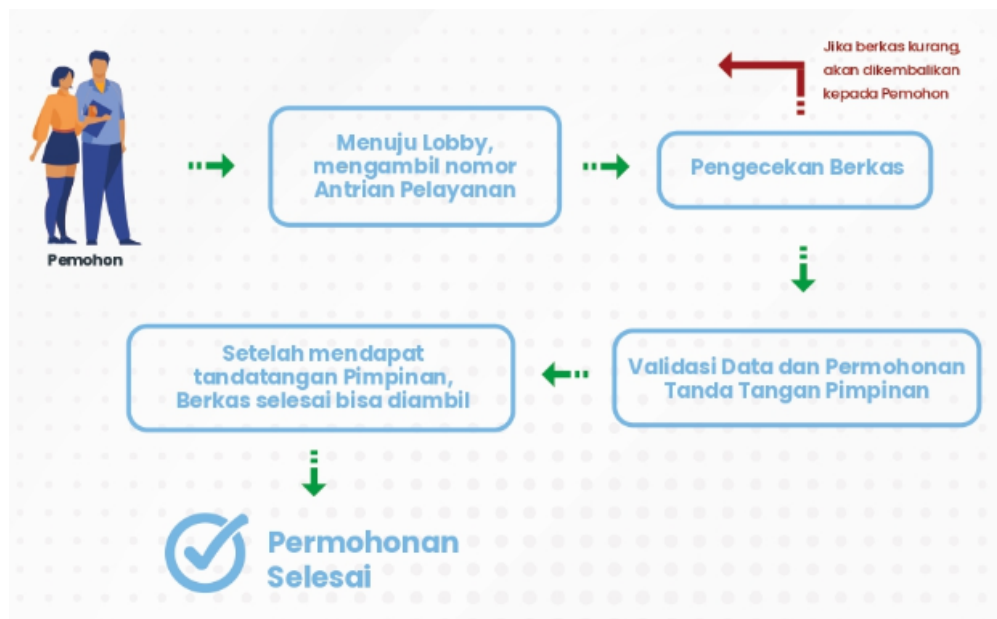 Pemohon
Menuju Lobby,
mengambil nomor
Antrian Pelayanan
Jika berkas kurang,
akan dikembalikan
kepada Pemohon
Pengecekan Berkas
Validasi Data dan Permohonan
Tanda Tangan Pimpinan
Setelah mendapat
tandatangan Pimpinan,
Berkas selesai bisa diambil
Permohonan
Selesai